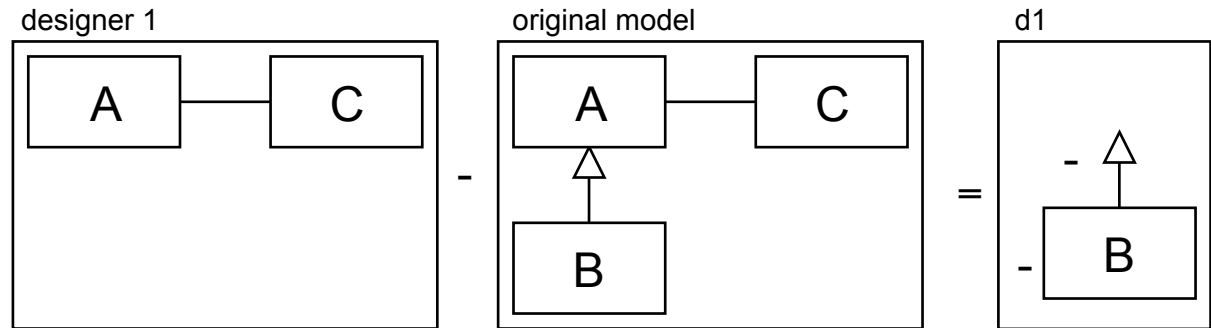 designer 1
original model
d1
A
C
-
A
C
B
=
-
-
B